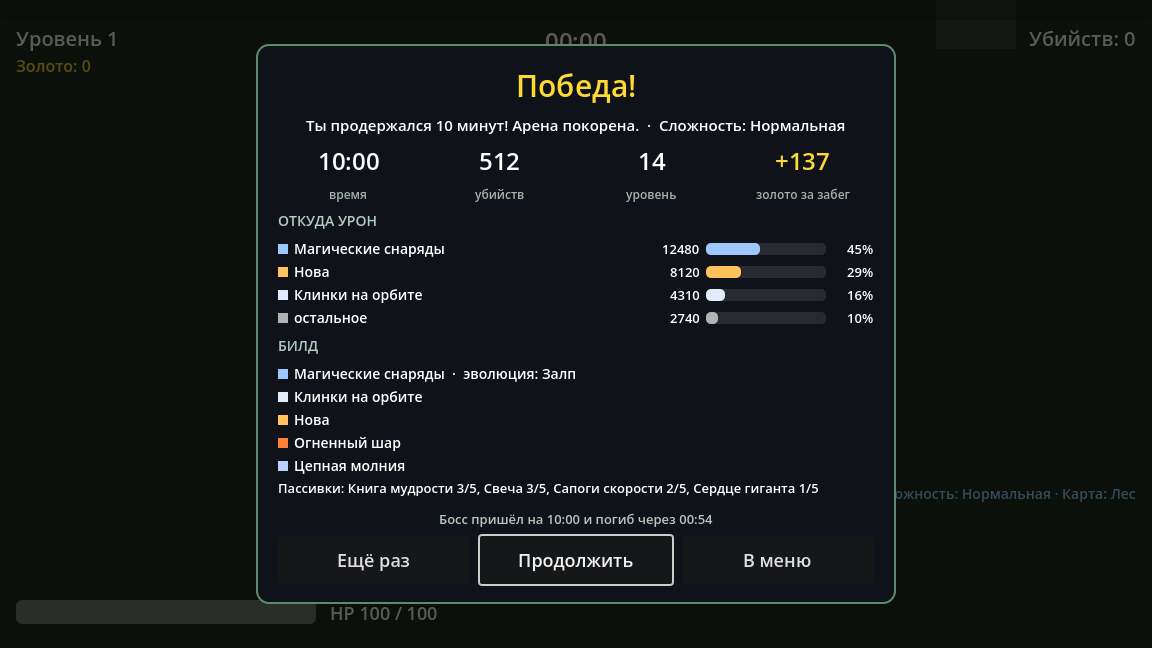 Уровень 1
00:00
Убийств: 0
Золото: 0
Победа!
Ты продержался 10 минут! Арена покорена. · Сложность: Нормальная
10:00 512 14 +137
время убийств уровень золото за забег
ОТКУДА УРОН
Магические снаряды 12480 45%
Нова 8120 29%
Клинки на орбите 4310 16%
остальное 2740 10%
БИЛД
Магические снаряды · эволюция: Залп
Клинки на орбите
Нова
Огненный шар
Цепная молния
Пассивки: Книга мудрости 3/5, Свеча 3/5, Сапоги скорости 2/5, Сердце гиганта 1/5
ожность: Нормальная · Карта: Лес
Босс пришёл на 10:00 и погиб через 00:54
Ещё раз Продолжить В меню
HP 100 / 100